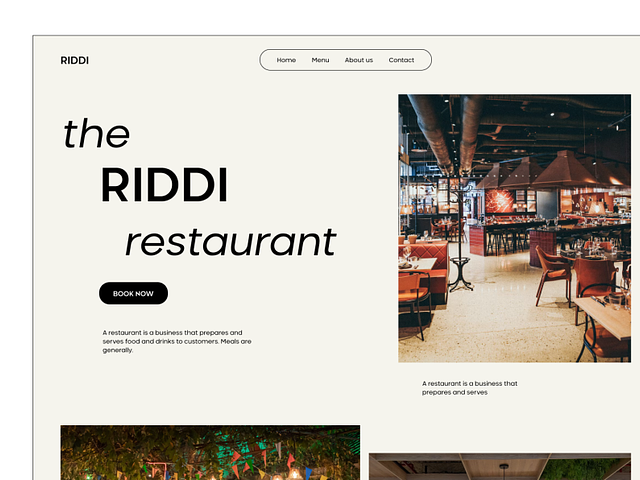 RIDDI
Home Menu About us Contact
the
RIDDI
restaurant
BOOK NOW
A restaurant is a business that prepares and
serves food and drinks to customers. Meals are
generally.
A restaurant is a business that
prepares and serves